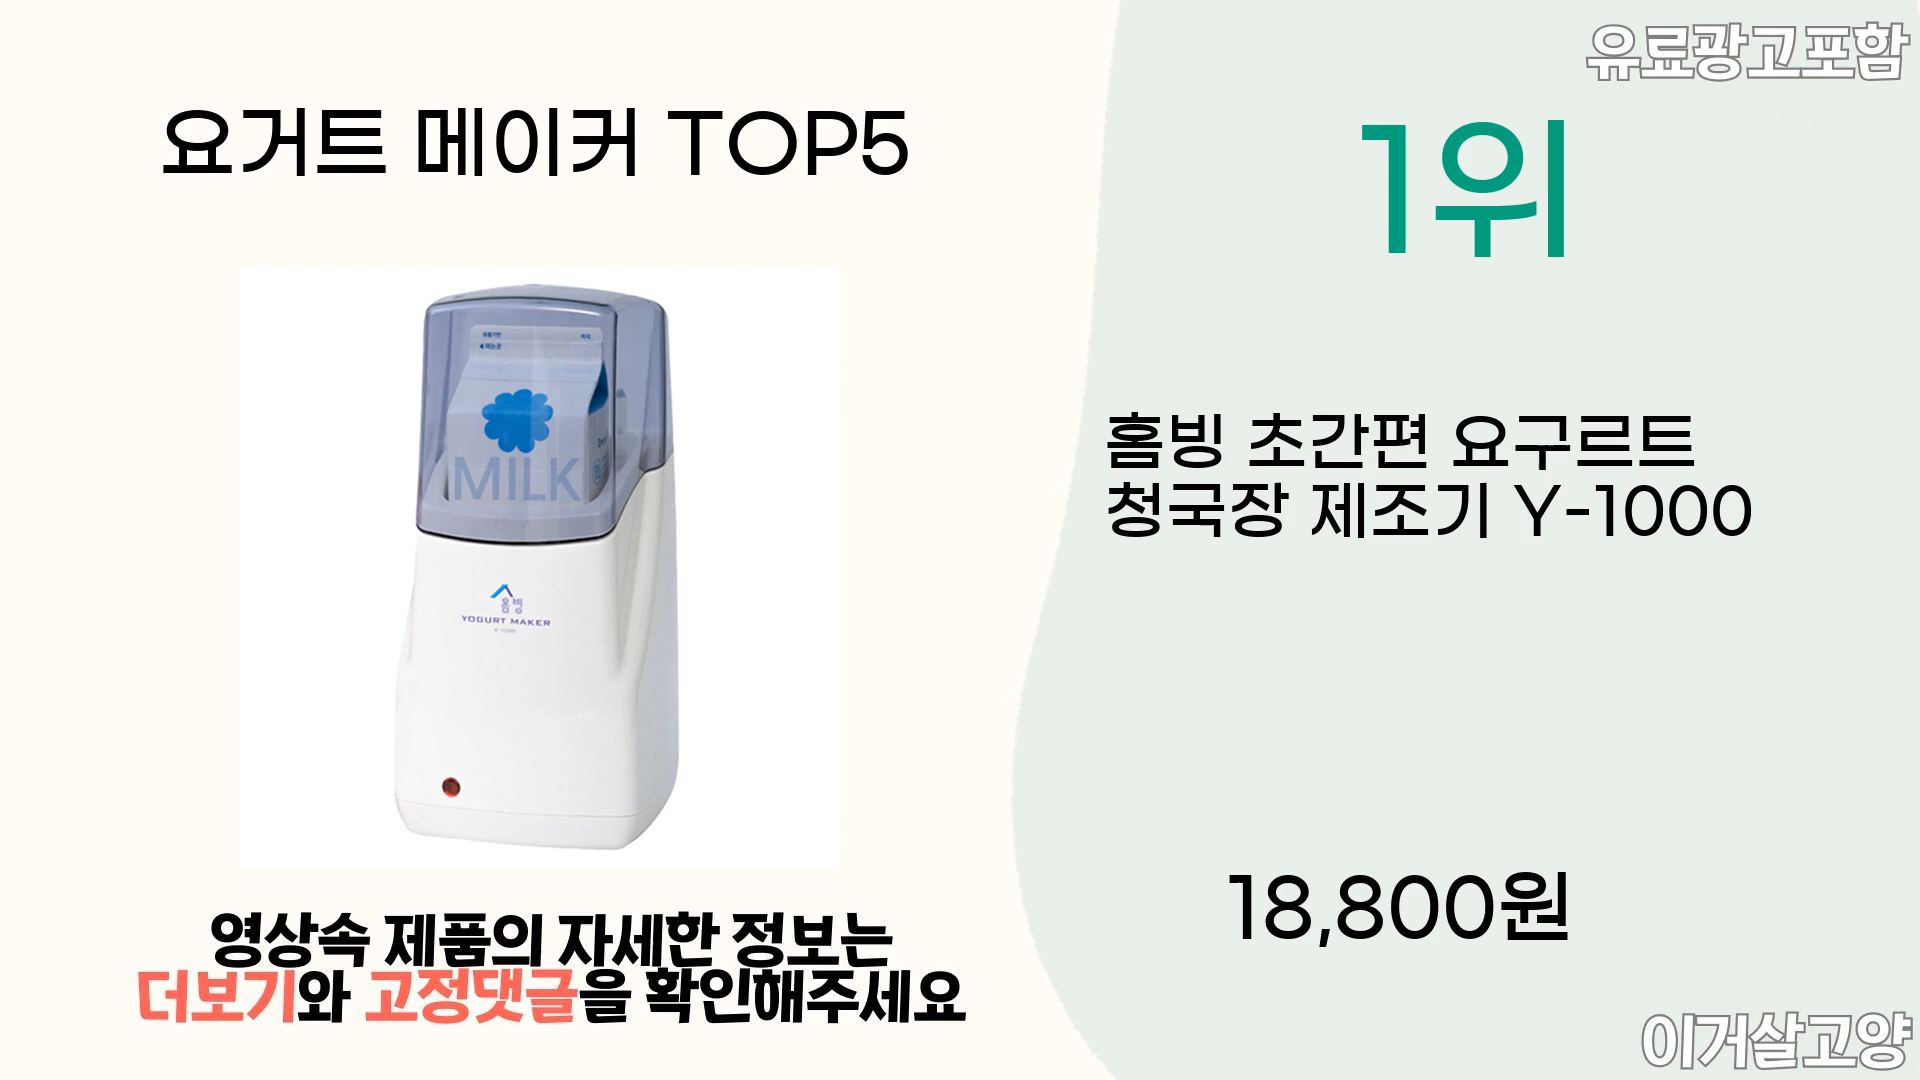 유료광고포함
요거트 메이커 TOP5
1위
MILK
홈빙
YOGURT MAKER
홈빙 초간편 요구르트
청국장 제조기 Y-1000
18,800원
영상속 제품의 자세한 정보는
더보기와 고정댓글을 확인해주세요
이거살고양